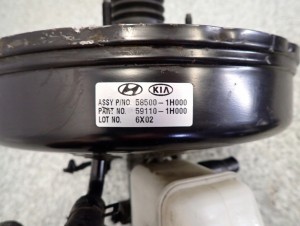 KIA
ASSY P/NO 58500-1H000
PART NO. 59110-1H000
LOT NO. 6X02